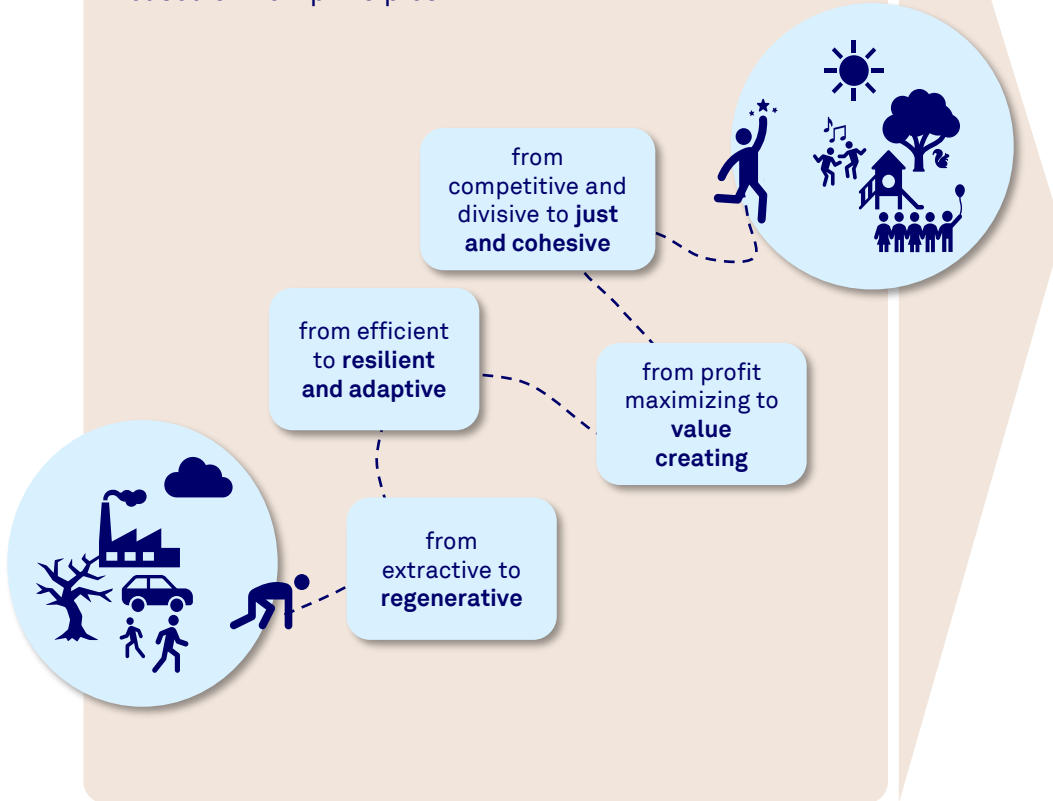 from
competitive and
divisive to just
and cohesive
from efficient
to resilient
and adaptive
from profit
maximizing to
value
creating
from
extractive to
regenerative